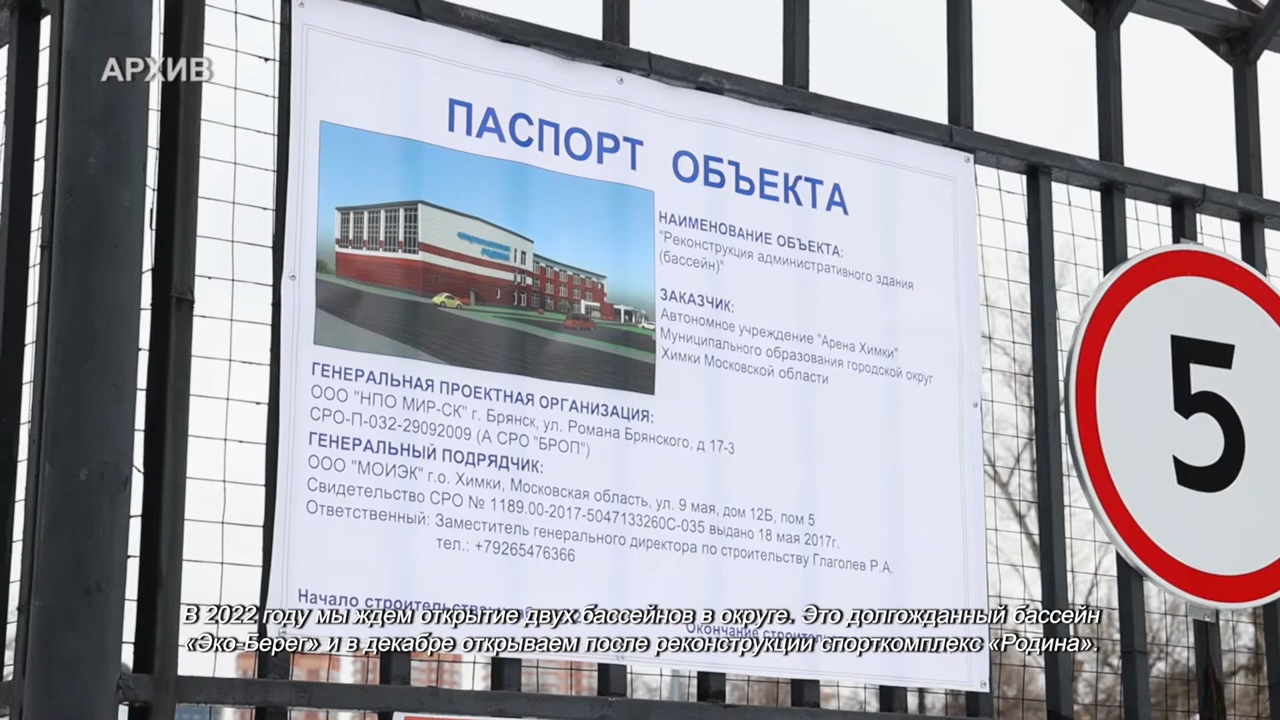 АРХИВ
ПАСПОРТ ОБЪЕКТА
НАИМЕНОВАНИЕ ОБЪЕКТА:
"Реконструкция административного здания
(бассейн)"
ЗАКАЗЧИК:
Автономное учреждение "Арена Химки"
Муниципального образования городской округ
Химки Московской области
ГЕНЕРАЛЬНАЯ ПРОЕКТНАЯ ОРГАНИЗАЦИЯ:
ООО "НПО МИР-СК" г. Брянск, ул. Романа Брянского, д 17-3
СРО-П-032-29092009 (А СРО "БРОП")
ГЕНЕРАЛЬНЫЙ ПОДРЯДЧИК:
ООО "МОИЭК" г.о. Химки, Московская область, ул. 9 мая, дом 12Б, пом 5
Свидетельство СРО № 1189.00-2017-5047133260С-035 выдано 18 мая 2017г.
Ответственный: Заместитель генерального директора по строительству Глаголев Р.А.
тел.: +79265476366
Начало строительства:
Окончание
5
В 2022 году мы ждем открытие двух бассейнов в округе. Это долгожданный бассейн
«Эко-Берег» и в декабре открываем после реконструкции спорткомплекс «Родина».